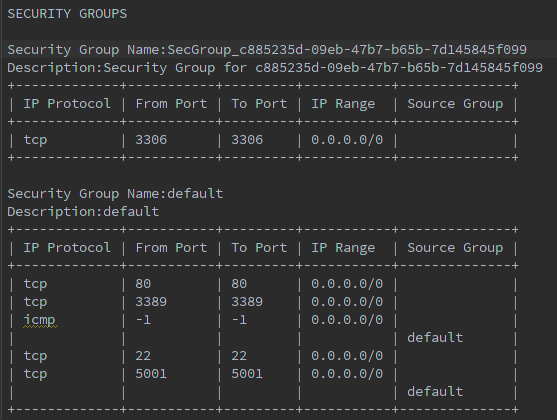 SECURITY GROUPS
Security Group Name:SecGroup_c885235d-09eb-47b7-b65b-7d145845f099
Description:Security Group for c885235d-09eb-47b7-b65b-7d145845f099
+-------------+-----------+---------+-----------+--------------+
| IP Protocol | From Port | To Port | IP Range | Source Group |
+-------------+-----------+---------+-----------+--------------+
| tcp | 3306 | 3306 | 0.0.0.0/0 | |
+-------------+-----------+---------+-----------+--------------+
Security Group Name:default
Description:default
+-------------+-----------+---------+-----------+--------------+
| IP Protocol | From Port | To Port | IP Range | Source Group |
+-------------+-----------+---------+-----------+--------------+
| tcp | 80 | 80 | 0.0.0.0/0 | |
| tcp | 3389 | 3389 | 0.0.0.0/0 | |
| icmp | -1 | -1 | 0.0.0.0/0 | |
| | | | | default |
| tcp | 22 | 22 | 0.0.0.0/0 | |
| tcp | 5001 | 5001 | 0.0.0.0/0 | |
| | | | | default |
+-------------+-----------+---------+-----------+--------------+